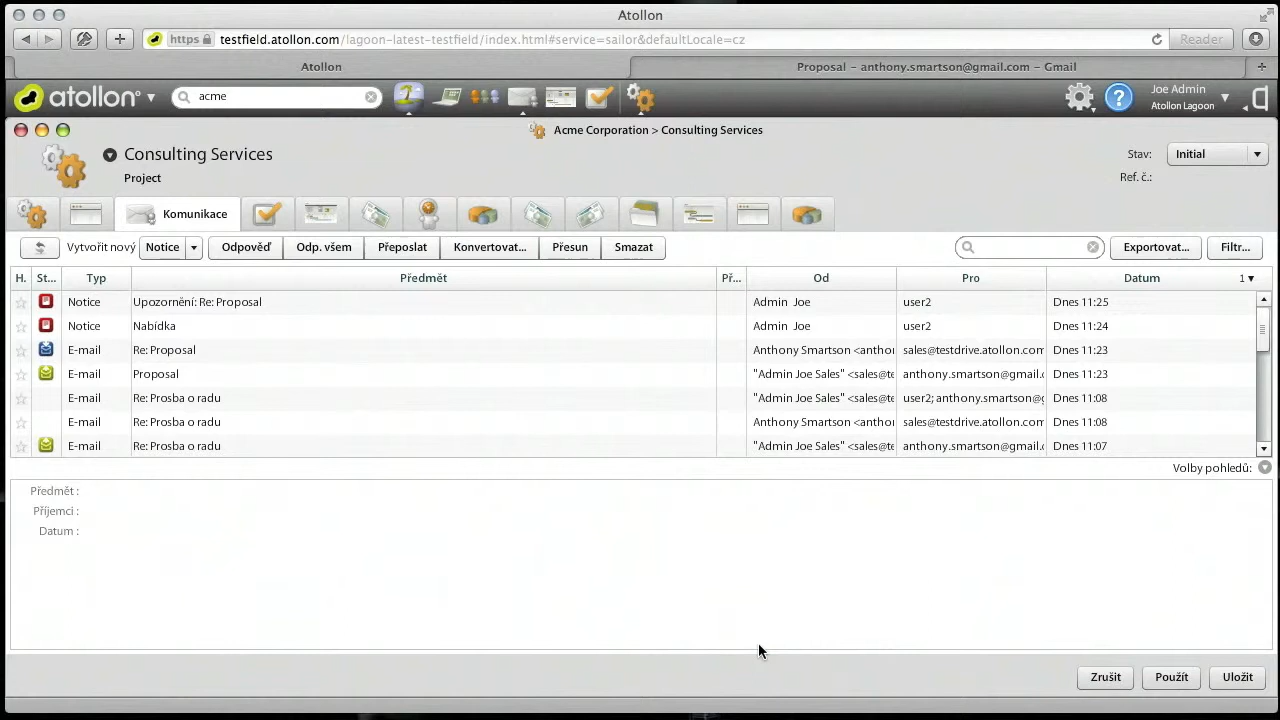 Atollon
https testfield.atollon.com/lagoon-latest-testfield/index.html#service=sailor&defaultLocale=cz Reader
Atollon Proposal – anthony.smartson@gmail.com – Gmail
atollon acme ? Joe Admin
Atollon Lagoon
Acme Corporation > Consulting Services
Consulting Services Stav: Initial
Project Ref. č.:
Komunikace
Vytvořit nový Notice Odpověď Odp. všem Přeposlat Konvertovat... Přesun Smazat Exportovat... Filtr...
H. St... Typ Předmět Př... Od Pro Datum 1
Notice Upozornění: Re: Proposal Admin Joe user2 Dnes 11:25
Notice Nabídka Admin Joe user2 Dnes 11:24
E-mail Re: Proposal Anthony Smartson <anthor sales@testdrive.atollon.com Dnes 11:23
E-mail Proposal "Admin Joe Sales" <sales@te anthony.smartson@gmail.c Dnes 11:23
E-mail Re: Prosba o radu "Admin Joe Sales" <sales@te user2; anthony.smartson@g Dnes 11:08
E-mail Re: Prosba o radu Anthony Smartson <anthor sales@testdrive.atollon.com Dnes 11:08
E-mail Re: Prosba o radu "Admin Joe Sales" <sales@te anthony.smartson@gmail.c Dnes 11:07
Volby pohledů:
Předmět :
Příjemci :
Datum :
Zrušit Použít Uložit